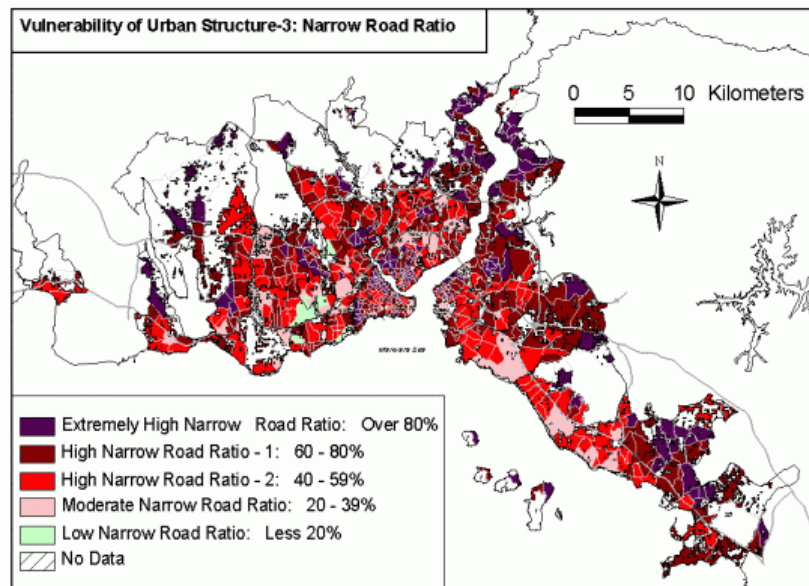 Vulnerability of Urban Structure-3: Narrow Road Ratio
0 5 10 Kilometers
N
Marmara Sea
Extremely High Narrow Road Ratio: Over 80%
High Narrow Road Ratio - 1: 60 - 80%
High Narrow Road Ratio - 2: 40 - 59%
Moderate Narrow Road Ratio: 20 - 39%
Low Narrow Road Ratio: Less 20%
No Data